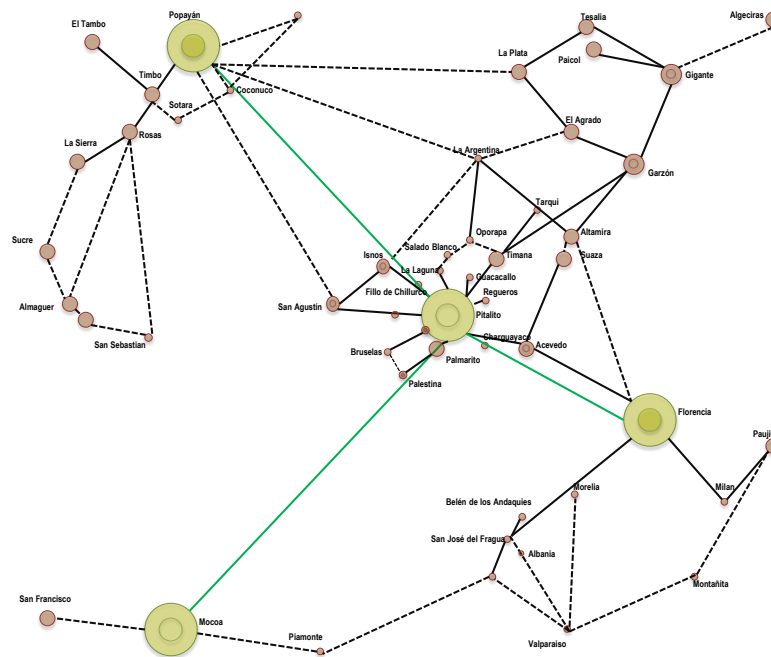 Popayán
Tesalia
Algeciras
El Tambo
La Plata
Paicol
Gigante
Timbo
Coconuco
Sotara
El Agrado
Rosas
La Sierra
La Argentina
Garzón
Tarqui
Sucre
Oporapa
Altamira
Salado Blanco
Isnos
Timana
Suaza
La Laguna
Guacacallo
Fillo de Chillurco
Regueros
San Agustin
Almaguer
Pitalito
San Sebastian
Charguayaco
Acevedo
Bruselas
Palmarito
Palestina
Florencia
Paujil
Milan
Morelia
Belén de los Andaquies
San José del Fragua
Albania
Montañita
San Francisco
Mocoa
Piamonte
Valparaiso